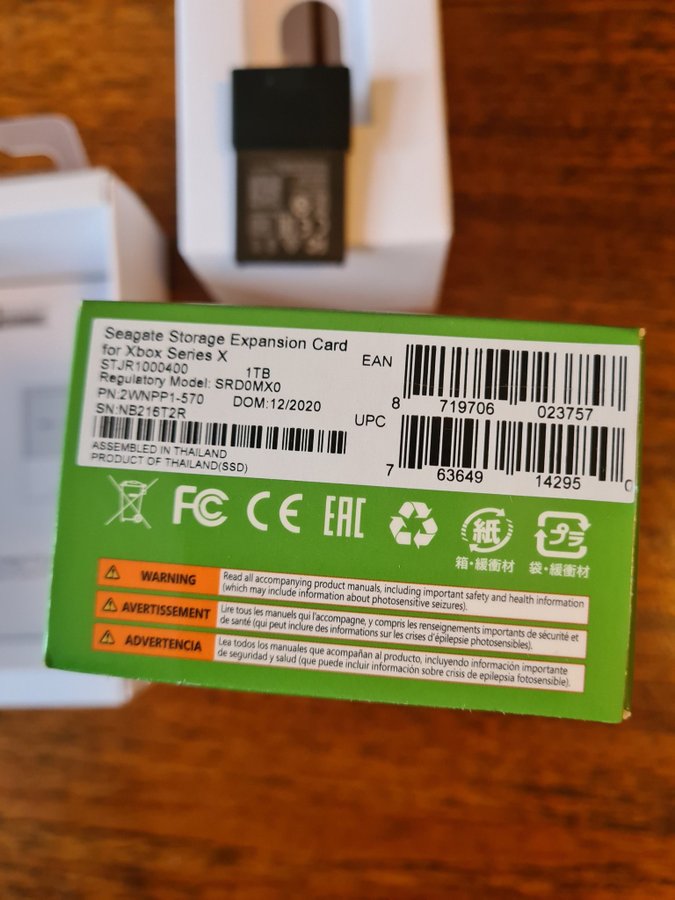 Seagate Storage Expansion Card
for Xbox Series X
STJR1000400 1TB
Regulatory Model: SRD0MX0
PN:2WNPP1-570 DOM:12/2020
SN:NB216T2R
ASSEMBLED IN THAILAND
PRODUCT OF THAILAND(SSD)
EAN
8 719706 023757
UPC
7 63649 14295 0
FC CE EAC 紙 プラ
箱・緩衝材 袋・緩衝材
WARNING
Read all accompanying product manuals, including important safety and health information
(which may include information about photosensitive seizures).
AVERTISSEMENT
Lire tous les manuels qui l'accompagne, y compris les renseignements importants de sécurité et
de santé (qui peut include des informations sur les crises d'épilepsie photosensibles).
ADVERTENCIA
Lea todos los manuales que acompañan al producto, incluyendo información importante
de seguridad y salud (que puede incluir información sobre crisis de epilepsia fotosensible).